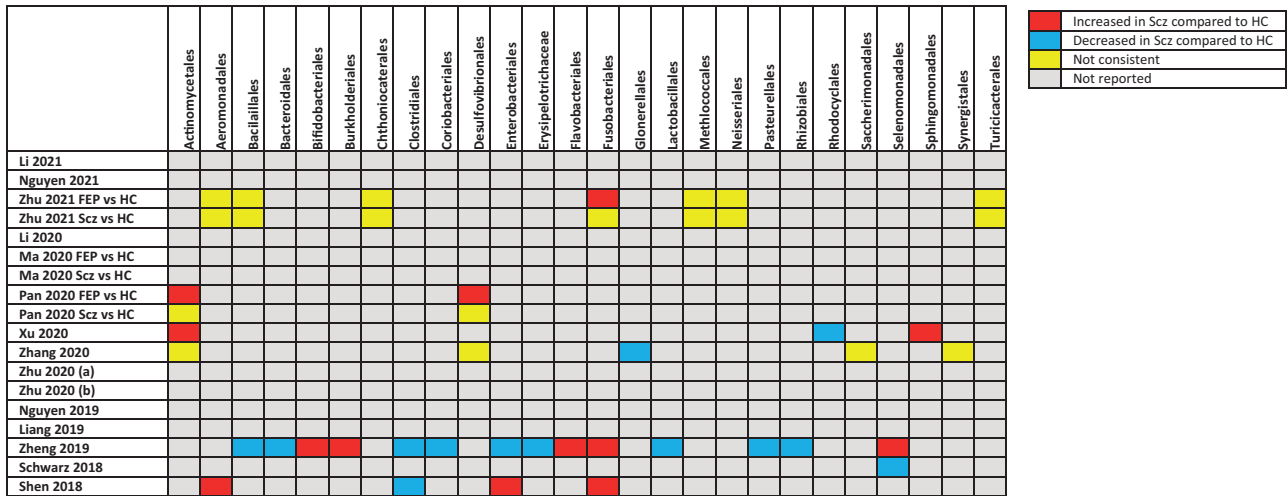 Actinomycetales
Aeromonadales
Bacilaillales
Bacteroidales
Bifidobacteriales
Burkholderiales
Chthoniocaterales
Clostridiales
Coriobacteriales
Desulfovibrionales
Enterobacteriales
Erysipelotrichaceae
Flavobacteriales
Fusobacteriales
Glonerellales
Lactobacillales
Methlococcales
Neisseriales
Pasteurellales
Rhizobiales
Rhodocyclales
Saccherimonadales
Selenomonadales
Sphingomonadales
Synergistales
Turicicacterales
Li 2021
Nguyen 2021
Zhu 2021 FEP vs HC
Zhu 2021 Scz vs HC
Li 2020
Ma 2020 FEP vs HC
Ma 2020 Scz vs HC
Pan 2020 FEP vs HC
Pan 2020 Scz vs HC
Xu 2020
Zhang 2020
Zhu 2020 (a)
Zhu 2020 (b)
Nguyen 2019
Liang 2019
Zheng 2019
Schwarz 2018
Shen 2018
Increased in Scz compared to HC
Decreased in Scz compared to HC
Not consistent
Not reported